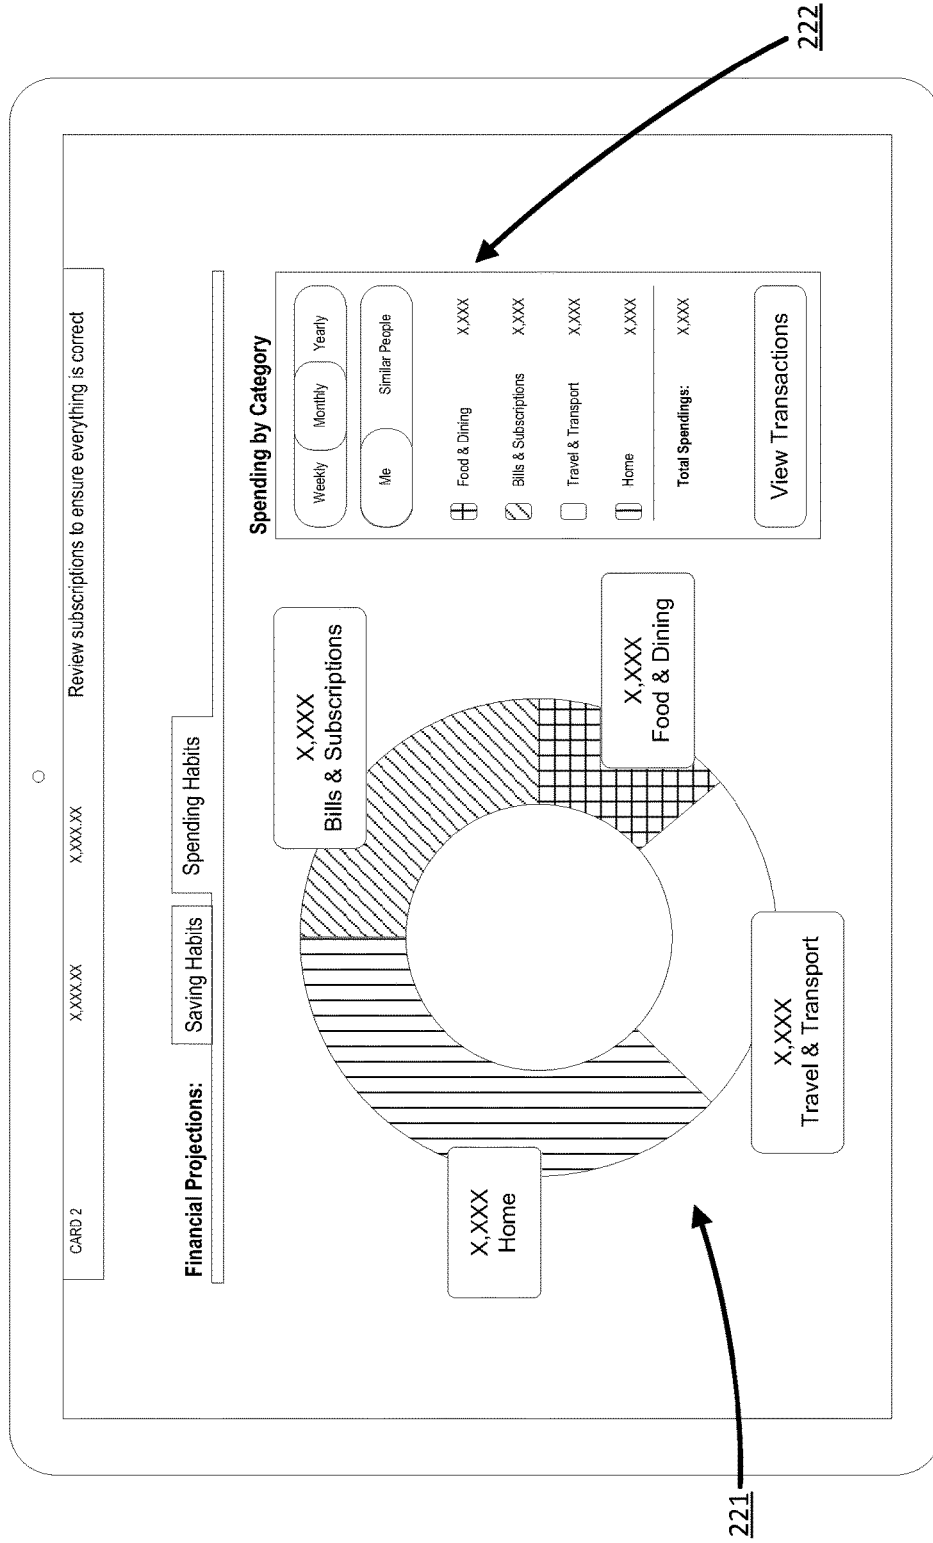 CARD 2 X,XXX.XX X,XXX.XX Review subscriptions to ensure everything is correct
Financial Projections: Saving Habits Spending Habits
Spending by Category
Weekly Monthly Yearly
Me Similar People
Food & Dining X,XXX
Bills & Subscriptions X,XXX
Travel & Transport X,XXX
Home X,XXX
Total Spendings: X,XXX
View Transactions
X,XXX
Bills & Subscriptions
X,XXX
Home
X,XXX
Food & Dining
X,XXX
Travel & Transport
221
222